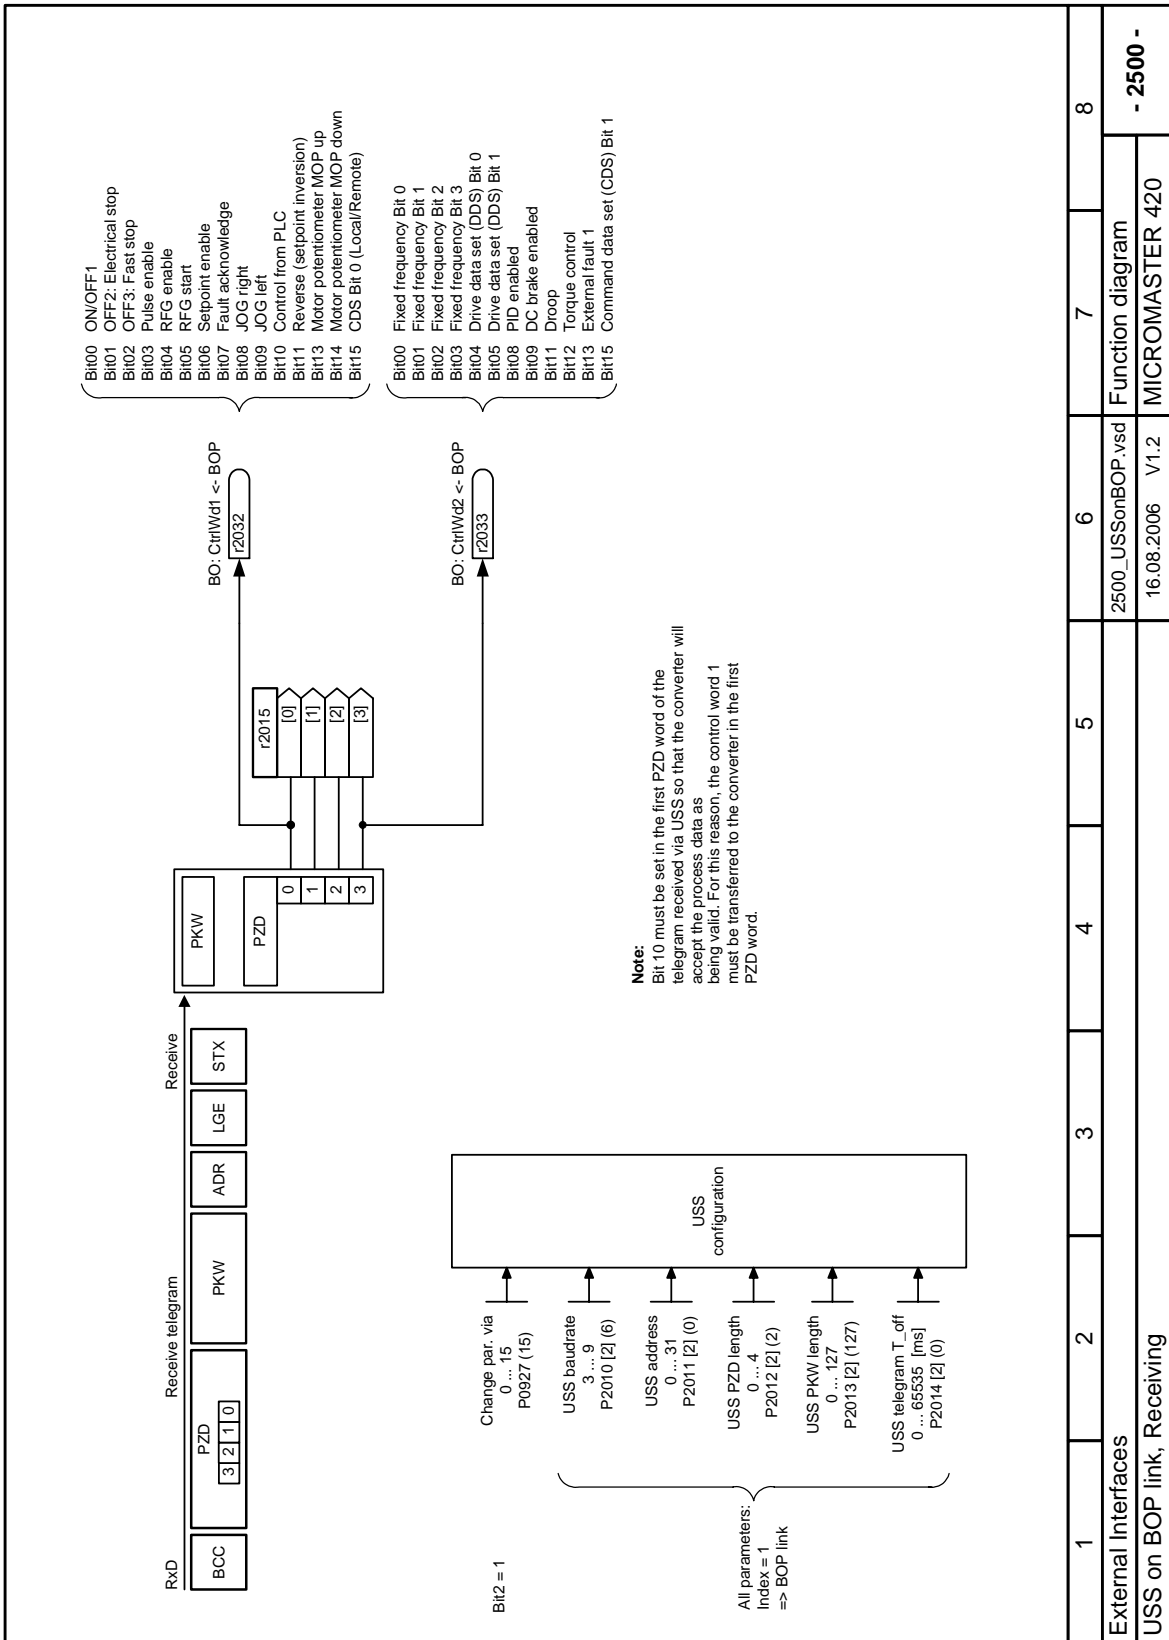 RxD
Receive telegram
Receive
BCC
PZD
3 2 1 0
PKW
ADR
LGE
STX
PKW
PZD
0
1
2
3
r2015
[0]
[1]
[2]
[3]
BO: CtrlWd1 <- BOP
r2032
Bit00 ON/OFF1
Bit01 OFF2: Electrical stop
Bit02 OFF3: Fast stop
Bit03 Pulse enable
Bit04 RFG enable
Bit05 RFG start
Bit06 Setpoint enable
Bit07 Fault acknowledge
Bit08 JOG right
Bit09 JOG left
Bit10 Control from PLC
Bit11 Reverse (setpoint inversion)
Bit13 Motor potentiometer MOP up
Bit14 Motor potentiometer MOP down
Bit15 CDS Bit 0 (Local/Remote)
BO: CtrlWd2 <- BOP
r2033
Bit00 Fixed frequency Bit 0
Bit01 Fixed frequency Bit 1
Bit02 Fixed frequency Bit 2
Bit03 Fixed frequency Bit 3
Bit04 Drive data set (DDS) Bit 0
Bit05 Drive data set (DDS) Bit 1
Bit08 PID enabled
Bit09 DC brake enabled
Bit11 Droop
Bit12 Torque control
Bit13 External fault 1
Bit15 Command data set (CDS) Bit 1
Bit2 = 1
Change par. via
0 ... 15
P0927 (15)
USS baudrate
3 ... 9
P2010 [2] (6)
USS address
0 ... 31
P2011 [2] (0)
USS PZD length
0 ... 4
P2012 [2] (2)
USS PKW length
0 ... 127
P2013 [2] (127)
USS telegram T_off
0 ... 65535 [ms]
P2014 [2] (0)
All parameters:
Index = 1
=> BOP link
USS
configuration
Note:
Bit 10 must be set in the first PZD word of the
telegram received via USS so that the converter will
accept the process data as
being valid. For this reason, the control word 1
must be transferred to the converter in the first
PZD word.
1 2 3 4 5 6 7 8
External Interfaces
2500_USSonBOP.vsd
Function diagram
- 2500 -
USS on BOP link, Receiving
16.08.2006 V1.2
MICROMASTER 420